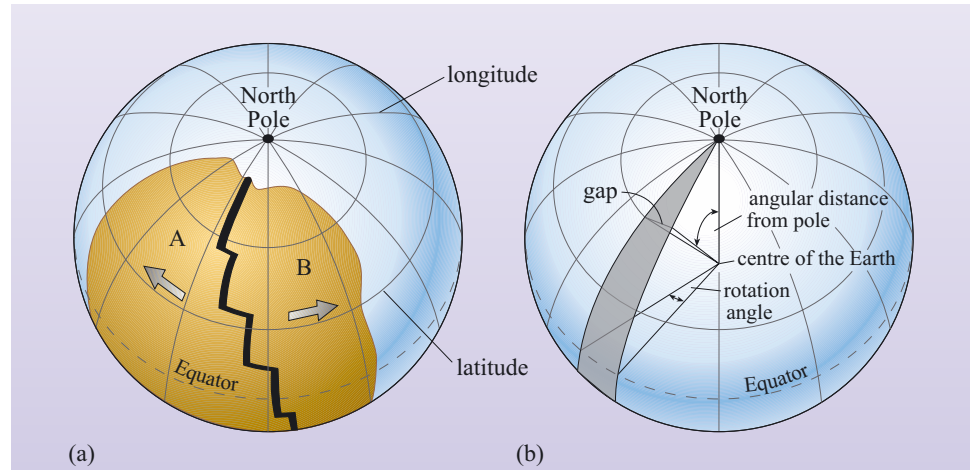 longitude
North
Pole
A
B
latitude
Equator
(a)
North
Pole
gap
angular distance
from pole
centre of the Earth
rotation
angle
Equator
(b)